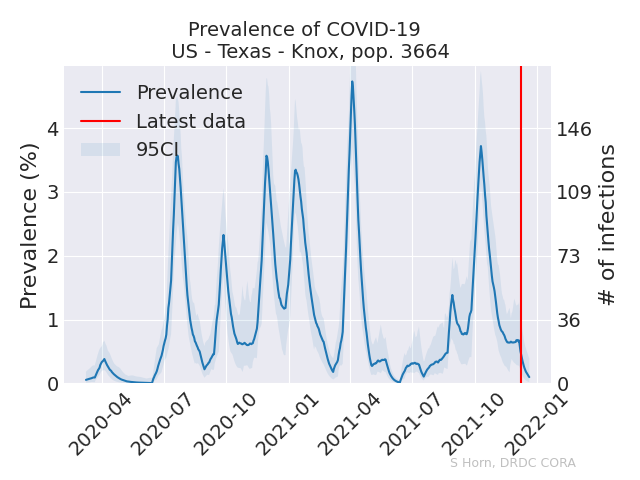 Prevalence of COVID-19
US - Texas - Knox, pop. 3664
Prevalence
Latest data
95CI
Prevalence (%)
4
3
2
1
0
# of infections
146
109
73
36
0
2020-04
2020-07
2020-10
2021-01
2021-04
2021-07
2021-10
2022-01
S Horn, DRDC CORA